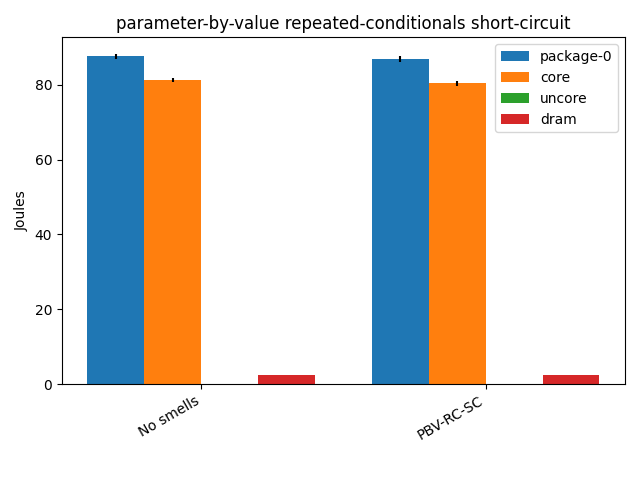 parameter-by-value repeated-conditionals short-circuit
package-0
core
uncore
dram
Joules
80
60
40
20
0
No smells
PBV-RC-SC